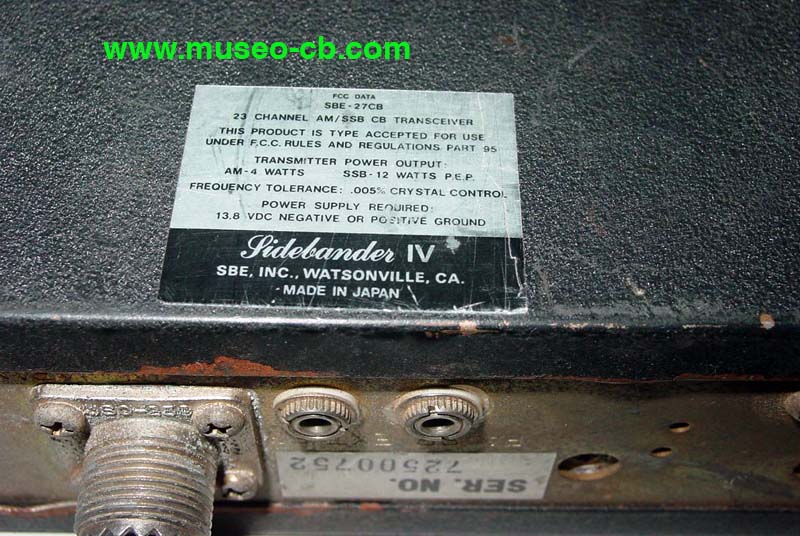 www.museo-cb.com
FCC DATA
SBE-27CB
23 CHANNEL AM/SSB CB TRANSCEIVER
THIS PRODUCT IS TYPE ACCEPTED FOR USE
UNDER F.C.C. RULES AND REGULATIONS PART 95
TRANSMITTER POWER OUTPUT:
AM-4 WATTS SSB-12 WATTS P.E.P.
FREQUENCY TOLERANCE: .005% CRYSTAL CONTROL
POWER SUPPLY REQUIRED:
13.8 VDC NEGATIVE OR POSITIVE GROUND
Sidebander IV
SBE, INC., WATSONVILLE, CA.
MADE IN JAPAN
SER. NO.
72500752